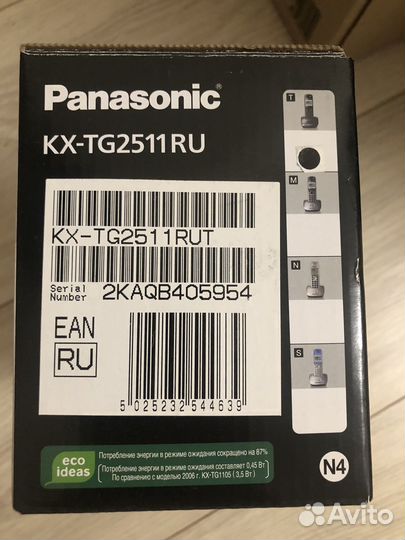 Panasonic
KX-TG2511RU
T
M
KX-TG2511RUT
Serial
Number
2KAQB405954
N
EAN
RU
S
5 025232 544639
eco
ideas
Потребление энергии в режиме ожидания сокращено на 87%
(Потребление энергии в режиме ожидания составляет 0,45 Вт
По сравнению с моделью 2006 г. KX-TG1105 (3,5 Вт))
N4
Avito